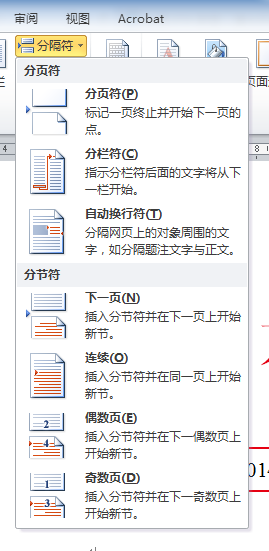 审阅 视图 Acrobat
分隔符
分页符
分页符(P)
标记一页终止并开始下一页的
点。
分栏符(C)
指示分栏符后面的文字将从下
一栏开始。
自动换行符(T)
分隔网页上的对象周围的文
字，如分隔题注文字与正文。
分节符
下一页(N)
插入分节符并在下一页上开始
新节。
连续(O)
插入分节符并在同一页上开始
新节。
偶数页(E)
2
4
插入分节符并在下一偶数页上
开始新节。
奇数页(D)
1
3
插入分节符并在下一奇数页上
开始新节。